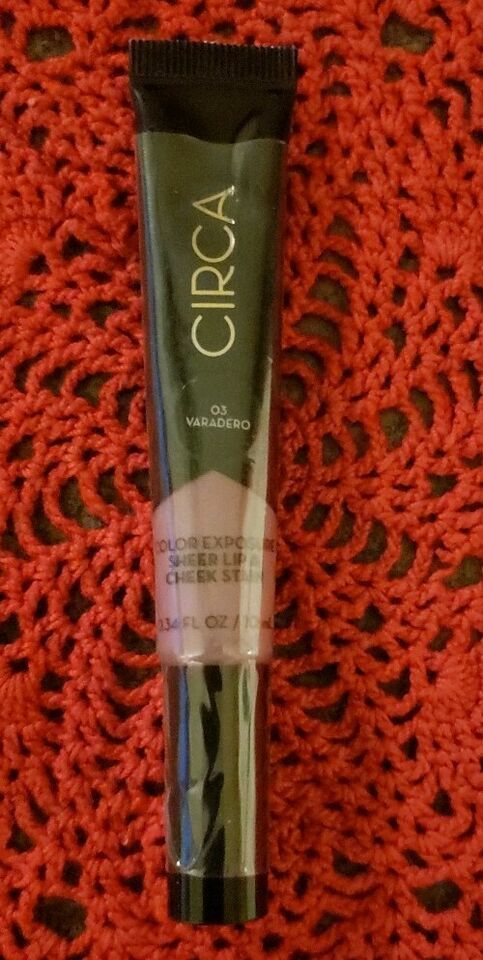 CIRCA
03
VARADERO
COLOR EXPOSURE
SHEER LIP &
CHEEK STAIN
0.34 FL OZ / 10 mL